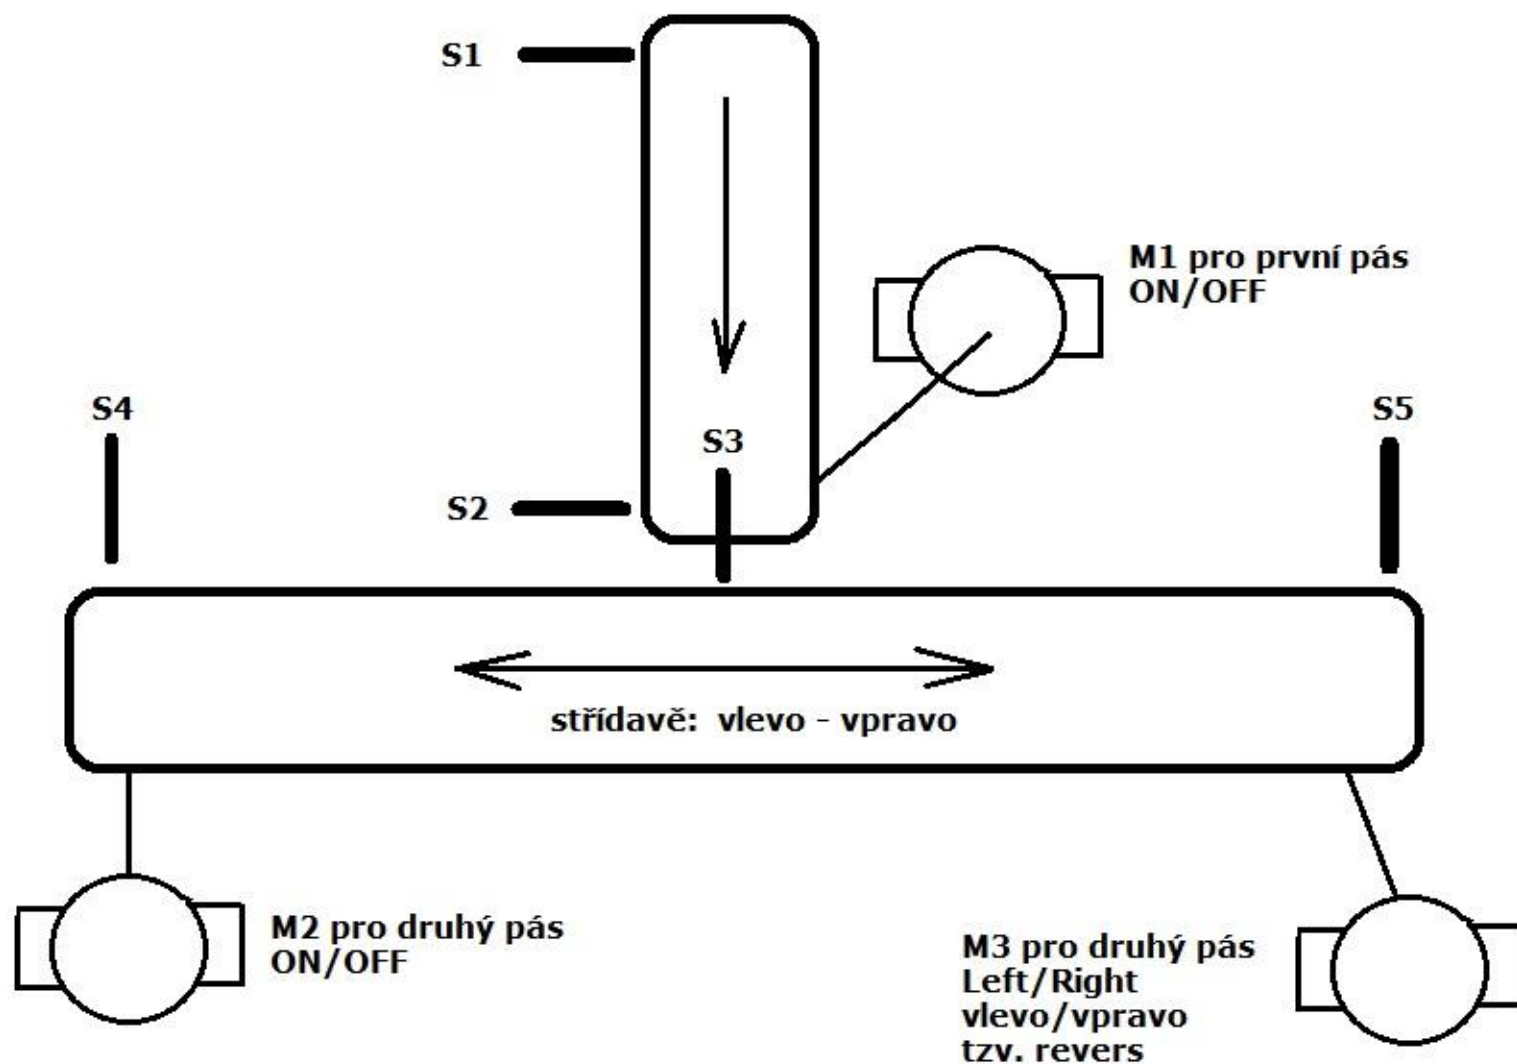 S1
M1 pro první pás
ON/OFF
S4
S5
S3
S2
střídavě: vlevo - vpravo
M2 pro druhý pás
ON/OFF
M3 pro druhý pás
Left/Right
vlevo/vpravo
tzv. revers